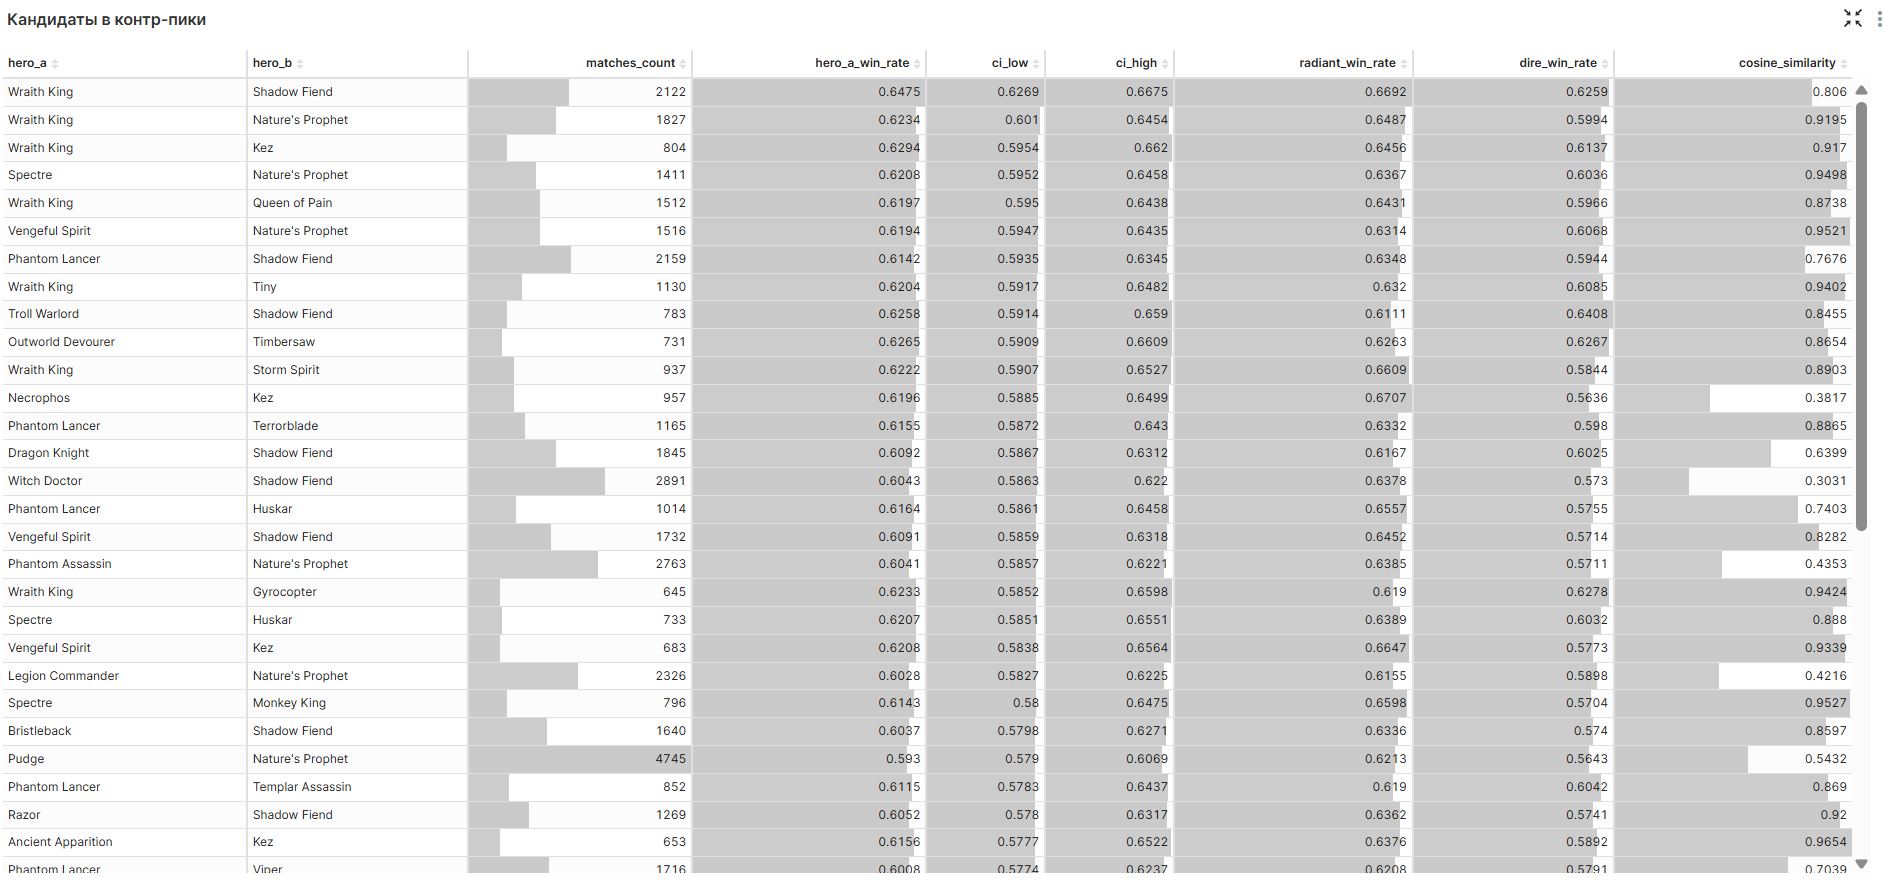 Кандидаты в контр-пики
hero_a hero_b matches_count hero_a_win_rate ci_low ci_high radiant_win_rate dire_win_rate cosine_similarity
Wraith King Shadow Fiend 2122 0.6475 0.6269 0.6675 0.6692 0.6259 0.806
Wraith King Nature's Prophet 1827 0.6234 0.601 0.6454 0.6487 0.5994 0.9195
Wraith King Kez 804 0.6294 0.5954 0.662 0.6456 0.6137 0.917
Spectre Nature's Prophet 1411 0.6208 0.5952 0.6458 0.6367 0.6036 0.9498
Wraith King Queen of Pain 1512 0.6197 0.595 0.6438 0.6431 0.5966 0.8738
Vengeful Spirit Nature's Prophet 1516 0.6194 0.5947 0.6435 0.6314 0.6068 0.9521
Phantom Lancer Shadow Fiend 2159 0.6142 0.5935 0.6345 0.6348 0.5944 0.7676
Wraith King Tiny 1130 0.6204 0.5917 0.6482 0.632 0.6085 0.9402
Troll Warlord Shadow Fiend 783 0.6258 0.5914 0.659 0.6111 0.6408 0.8455
Outworld Devourer Timbersaw 731 0.6265 0.5909 0.6609 0.6263 0.6267 0.8654
Wraith King Storm Spirit 937 0.6222 0.5907 0.6527 0.6609 0.5844 0.8903
Necrophos Kez 957 0.6196 0.5885 0.6499 0.6707 0.5636 0.3817
Phantom Lancer Terrorblade 1165 0.6155 0.5872 0.643 0.6332 0.598 0.8865
Dragon Knight Shadow Fiend 1845 0.6092 0.5867 0.6312 0.6167 0.6025 0.6399
Witch Doctor Shadow Fiend 2891 0.6043 0.5863 0.622 0.6378 0.573 0.3031
Phantom Lancer Huskar 1014 0.6164 0.5861 0.6458 0.6557 0.5755 0.7403
Vengeful Spirit Shadow Fiend 1732 0.6091 0.5859 0.6318 0.6452 0.5714 0.8282
Phantom Assassin Nature's Prophet 2763 0.6041 0.5857 0.6221 0.6385 0.5711 0.4353
Wraith King Gyrocopter 645 0.6233 0.5852 0.6598 0.619 0.6278 0.9424
Spectre Huskar 733 0.6207 0.5851 0.6551 0.6389 0.6032 0.888
Vengeful Spirit Kez 683 0.6208 0.5838 0.6564 0.6647 0.5773 0.9339
Legion Commander Nature's Prophet 2326 0.6028 0.5827 0.6225 0.6155 0.5898 0.4216
Spectre Monkey King 796 0.6143 0.58 0.6475 0.6598 0.5704 0.9527
Bristleback Shadow Fiend 1640 0.6037 0.5798 0.6271 0.6336 0.574 0.8597
Pudge Nature's Prophet 4745 0.593 0.579 0.6069 0.6213 0.5643 0.5432
Phantom Lancer Templar Assassin 852 0.6115 0.5783 0.6437 0.619 0.6042 0.869
Razor Shadow Fiend 1269 0.6052 0.578 0.6317 0.6362 0.5741 0.92
Ancient Apparition Kez 653 0.6156 0.5777 0.6522 0.6376 0.5892 0.9654
Phantom Lancer Viper 1716 0.6008 0.5774 0.6237 0.6208 0.5791 0.7039